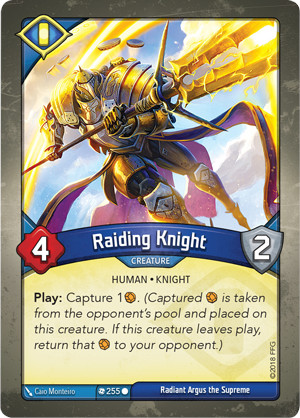 Raiding Knight
CREATURE
4
2
HUMAN • KNIGHT
Play: Capture 1. (Captured is taken
from the opponent's pool and placed on
this creature. If this creature leaves play,
return that to your opponent.)
©2018 FFG
Caio Monteiro
255
Radiant Argus the Supreme